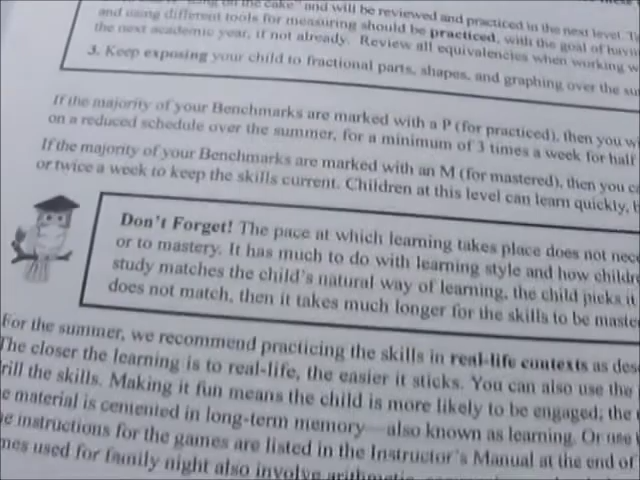 on the cake" and will be reviewed and practiced in the next level.
and using different tools for measuring should be practiced, with the goal of
the next academic year, if not already. Review all equivalencies when working
3. Keep exposing your child to fractional parts, shapes, and graphing over the
If the majority of your Benchmarks are marked with a P (for practiced), then you
on a reduced schedule over the summer, for a minimum of 3 times a week for half
If the majority of your Benchmarks are marked with an M (for mastered), then you
or twice a week to keep the skills current. Children at this level can learn quickly,
Don't Forget! The pace at which learning takes place does not
or to mastery. It has much to do with learning style and how
study matches the child's natural way of learning, the child picks
does not match, then it takes much longer for the skills to be
For the summer, we recommend practicing the skills in real-life contexts as
The closer the learning is to real-life, the easier it sticks. You can also use the
rill the skills. Making it fun means the child is more likely to be engaged; the
e material is cemented in long-term memory—also known as learning. Or use
e instructions for the games are listed in the Instructor's Manual at the end of
mes used for family night also involve arithmetic